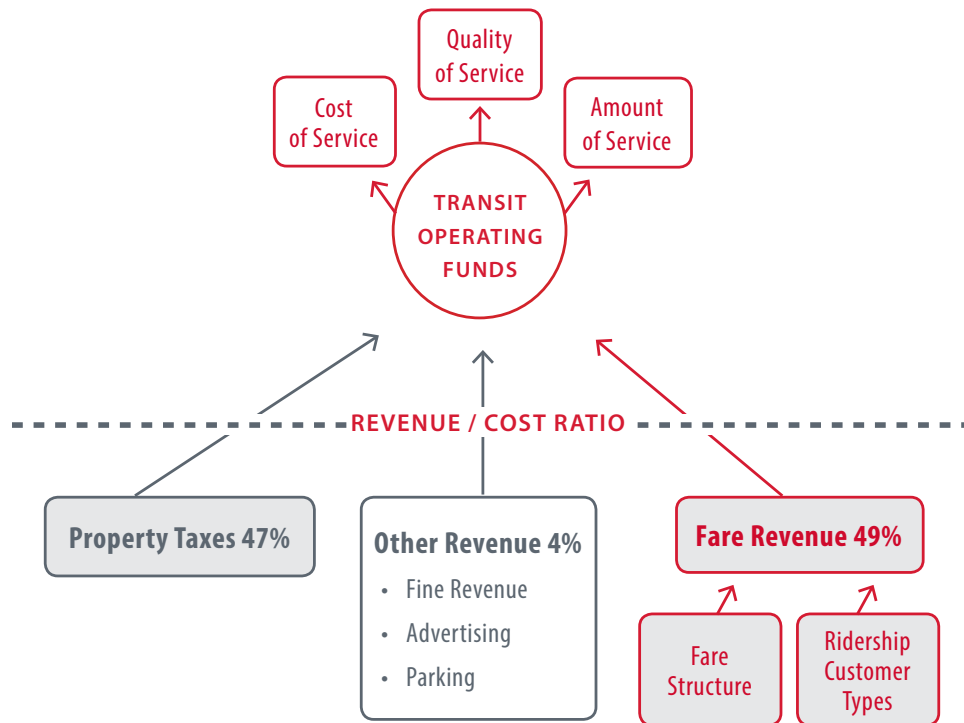 Quality
of Service
Cost
of Service
Amount
of Service
TRANSIT
OPERATING
FUNDS
REVENUE / COST RATIO
Property Taxes 47%
Other Revenue 4%
• Fine Revenue
• Advertising
• Parking
Fare Revenue 49%
Fare
Structure
Ridership
Customer
Types